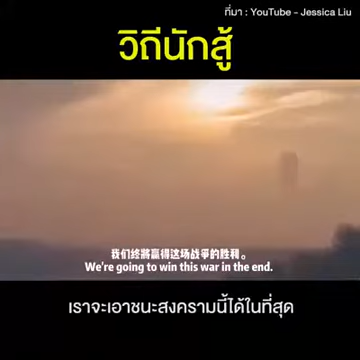 ที่มา : YouTube - Jessica Liu
วิถีนักสู้
我们终将赢得这场战争的胜利。
We're going to win this war in the end.
เราจะเอาชนะสงครามนี้ได้ในที่สุด